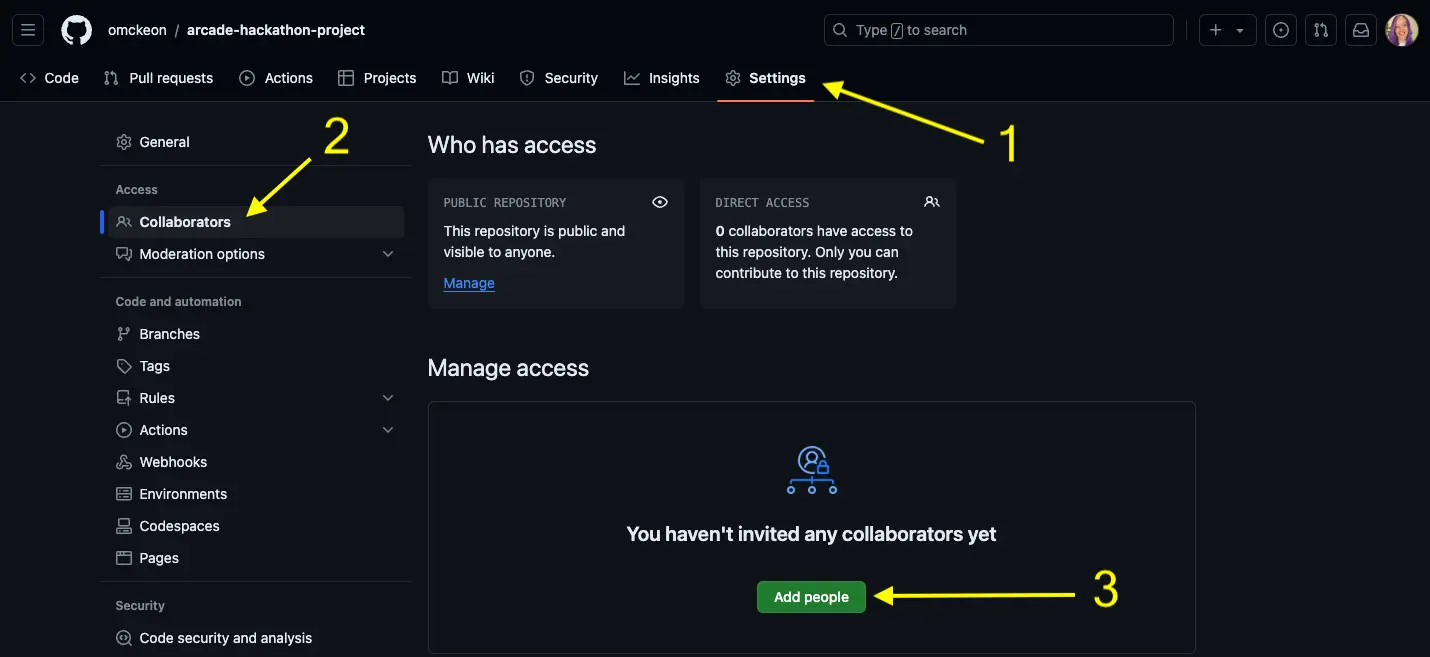 omckeon / arcade-hackathon-project
Type / to search
Code Pull requests Actions Projects Wiki Security Insights Settings
1
2
General
Access
Collaborators
Moderation options
Code and automation
Branches
Tags
Rules
Actions
Webhooks
Environments
Codespaces
Pages
Security
Code security and analysis
Who has access
PUBLIC REPOSITORY
This repository is public and
visible to anyone.
Manage
DIRECT ACCESS
0 collaborators have access to
this repository. Only you can
contribute to this repository.
Manage access
You haven't invited any collaborators yet
Add people
3